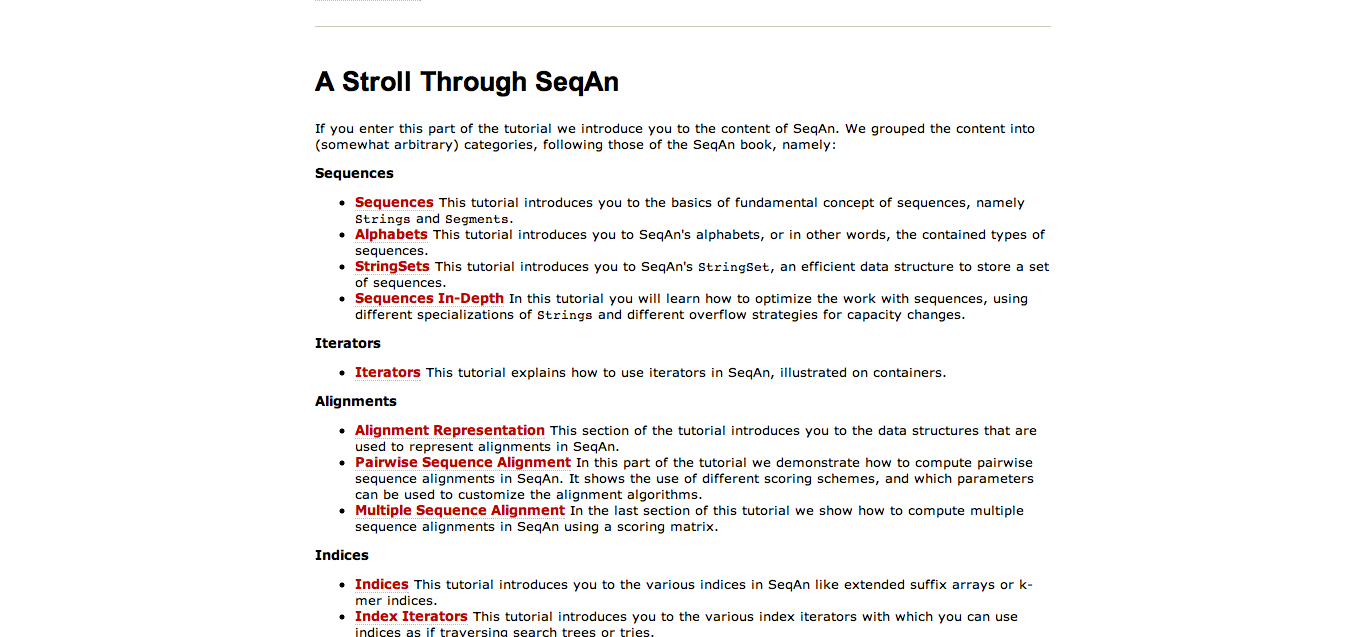 A Stroll Through SeqAn
If you enter this part of the tutorial we introduce you to the content of SeqAn. We grouped the content into
(somewhat arbitrary) categories, following those of the SeqAn book, namely:
Sequences
• Sequences This tutorial introduces you to the basics of fundamental concept of sequences, namely
Strings and Segments.
• Alphabets This tutorial introduces you to SeqAn's alphabets, or in other words, the contained types of
sequences.
• StringSets This tutorial introduces you to SeqAn's StringSet, an efficient data structure to store a set
of sequences.
• Sequences In-Depth In this tutorial you will learn how to optimize the work with sequences, using
different specializations of Strings and different overflow strategies for capacity changes.
Iterators
• Iterators This tutorial explains how to use iterators in SeqAn, illustrated on containers.
Alignments
• Alignment Representation This section of the tutorial introduces you to the data structures that are
used to represent alignments in SeqAn.
• Pairwise Sequence Alignment In this part of the tutorial we demonstrate how to compute pairwise
sequence alignments in SeqAn. It shows the use of different scoring schemes, and which parameters
can be used to customize the alignment algorithms.
• Multiple Sequence Alignment In the last section of this tutorial we show how to compute multiple
sequence alignments in SeqAn using a scoring matrix.
Indices
• Indices This tutorial introduces you to the various indices in SeqAn like extended suffix arrays or k-
mer indices.
• Index Iterators This tutorial introduces you to the various index iterators with which you can use
indices as if traversing search trees or tries.